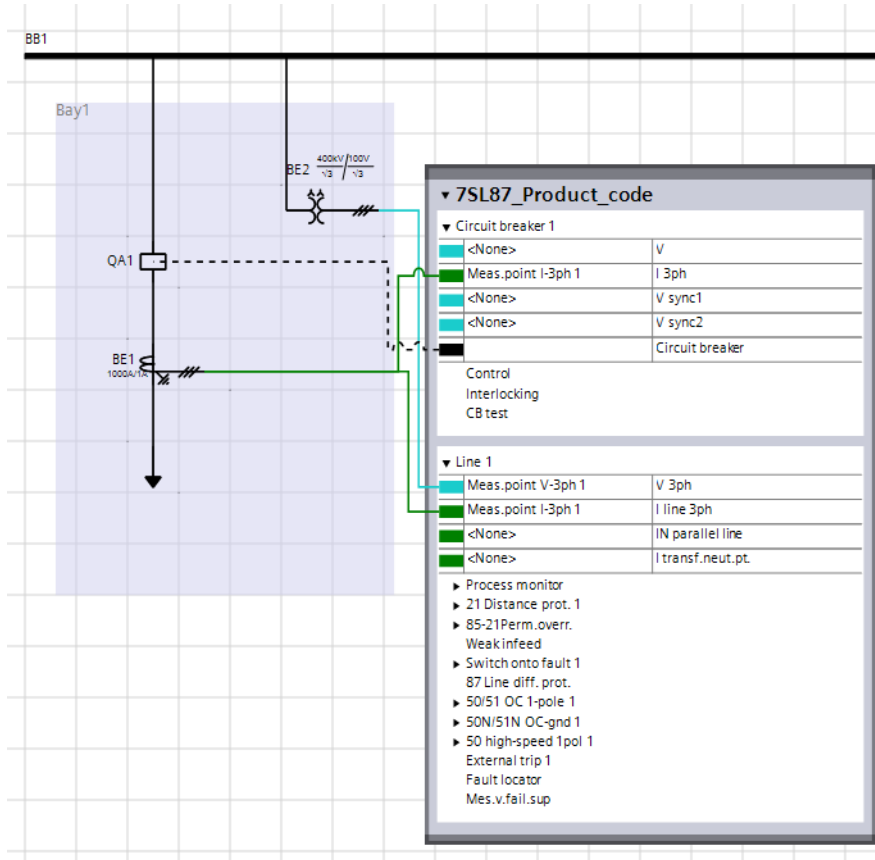 BB1
Bay1
BE2 400kV/√3 / 100V/√3
QA1
BE1
1000A/1A
7SL87_Product_code
Circuit breaker 1
<None> V
Meas.point I-3ph 1 I 3ph
<None> V sync1
<None> V sync2
Circuit breaker
Control
Interlocking
CB test
Line 1
Meas.point V-3ph 1 V 3ph
Meas.point I-3ph 1 I line 3ph
<None> IN parallel line
<None> I transf.neut.pt.
Process monitor
21 Distance prot. 1
85-21Perm.overr.
Weak infeed
Switch onto fault 1
87 Line diff. prot.
50/51 OC 1-pole 1
50N/51N OC-gnd 1
50 high-speed 1pol 1
External trip 1
Fault locator
Mes.v.fail.sup